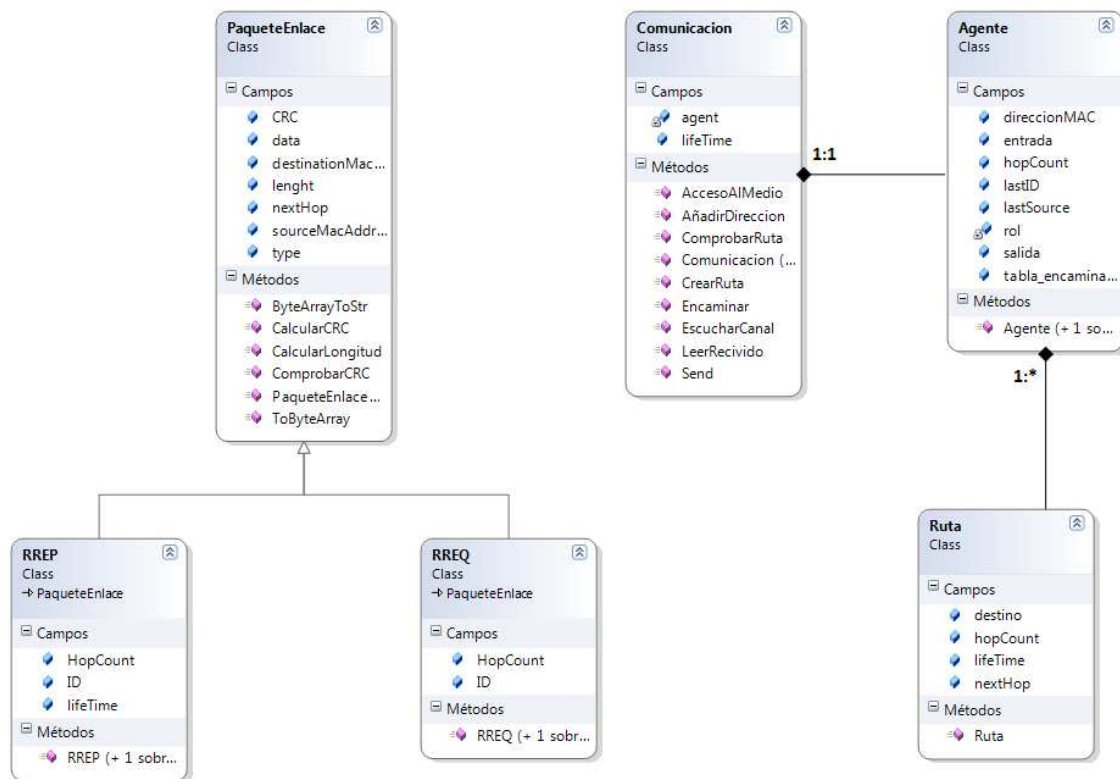 PaqueteEnlace
Class
Campos
CRC
data
destinationMac...
lenght
nextHop
sourceMacAddr...
type
Métodos
ByteArrayToStr
CalcularCRC
CalcularLongitud
ComprobarCRC
PaqueteEnlace...
ToByteArray
Comunicacion
Class
Campos
agent
lifeTime
Métodos
AccesoAlMedio
AñadirDireccion
ComprobarRuta
Comunicacion (...
CrearRuta
Encaminar
EscucharCanal
LeerRecivido
Send
1:1
Agente
Class
Campos
direccionMAC
entrada
hopCount
lastID
lastSource
rol
salida
tabla_encamina...
Métodos
Agente (+ 1 so...
1:*
RREP
Class
PaqueteEnlace
Campos
HopCount
ID
lifeTime
Métodos
RREP (+ 1 sobr...
RREQ
Class
PaqueteEnlace
Campos
HopCount
ID
Métodos
RREQ (+ 1 sobr...
Ruta
Class
Campos
destino
hopCount
lifeTime
nextHop
Métodos
Ruta